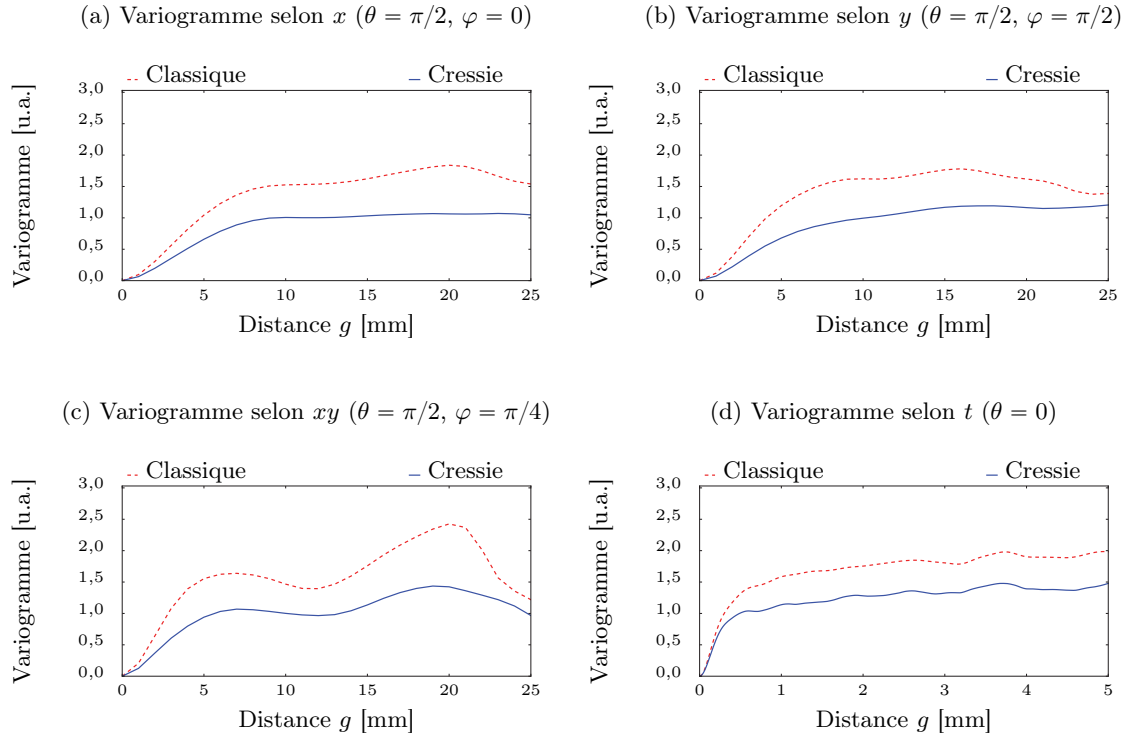 (a) Variogramme selon x (θ = π/2, φ = 0)
Classique
Cressie
Variogramme [u.a.]
3,0
2,5
2,0
1,5
1,0
0,5
0,0
0 5 10 15 20 25
Distance g [mm]
(b) Variogramme selon y (θ = π/2, φ = π/2)
Classique
Cressie
Variogramme [u.a.]
3,0
2,5
2,0
1,5
1,0
0,5
0,0
0 5 10 15 20 25
Distance g [mm]
(c) Variogramme selon xy (θ = π/2, φ = π/4)
Classique
Cressie
Variogramme [u.a.]
3,0
2,5
2,0
1,5
1,0
0,5
0,0
0 5 10 15 20 25
Distance g [mm]
(d) Variogramme selon t (θ = 0)
Classique
Cressie
Variogramme [u.a.]
3,0
2,5
2,0
1,5
1,0
0,5
0,0
0 1 2 3 4 5
Distance g [mm]